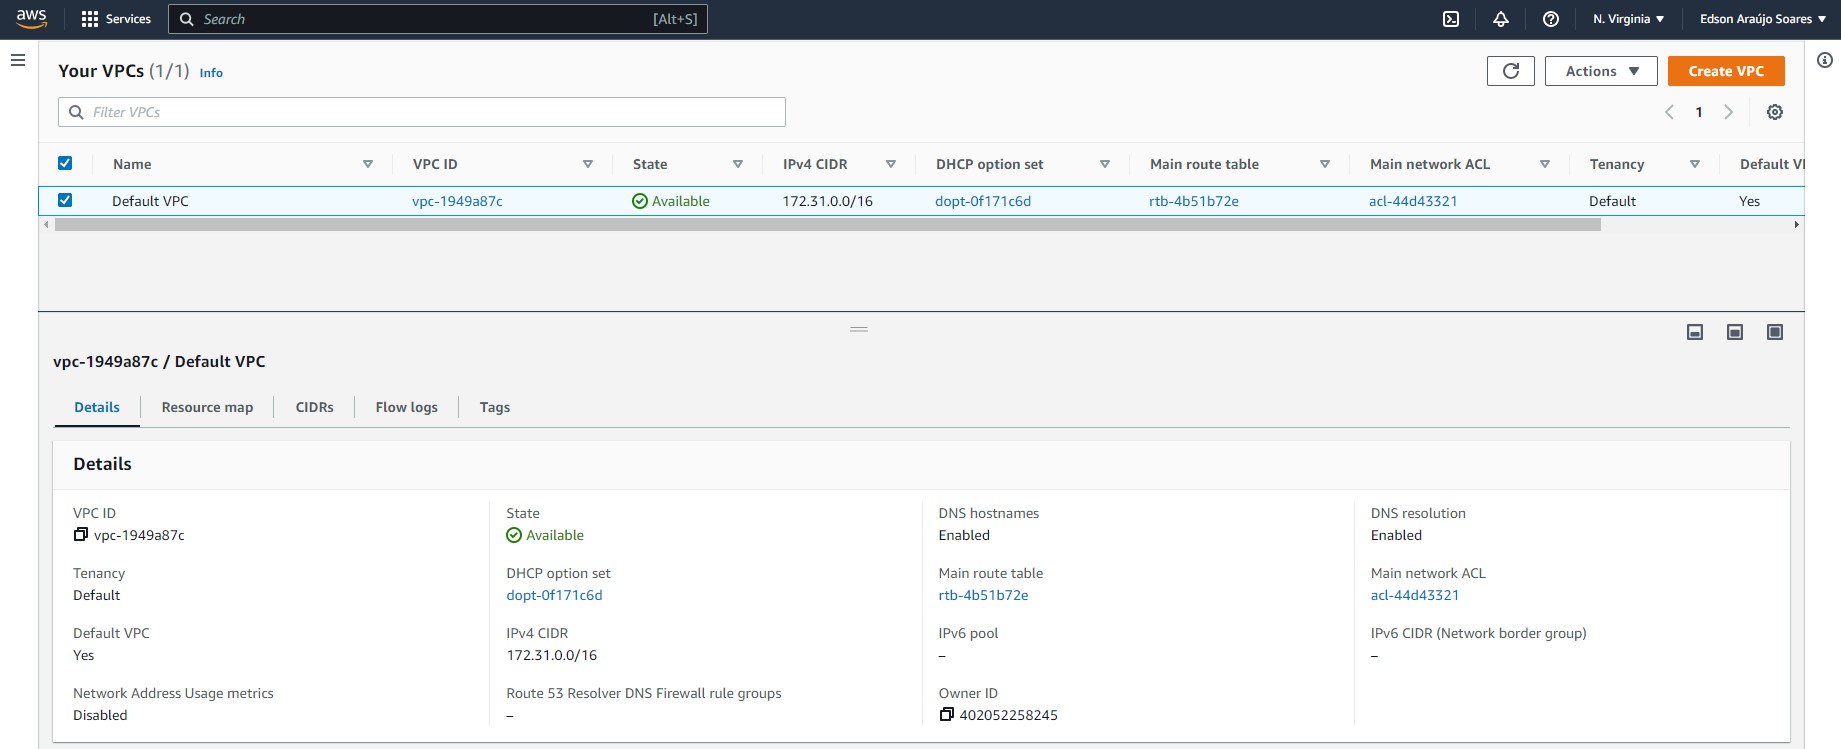 aws Services Search [Alt+S] N. Virginia Edson Araújo Soares
Your VPCs (1/1) Info Actions Create VPC
Filter VPCs 1
Name VPC ID State IPv4 CIDR DHCP option set Main route table Main network ACL Tenancy Default VI
Default VPC vpc-1949a87c Available 172.31.0.0/16 dopt-0f171c6d rtb-4b51b72e acl-44d43321 Default Yes
vpc-1949a87c / Default VPC
Details Resource map CIDRs Flow logs Tags
Details
VPC ID State DNS hostnames DNS resolution
vpc-1949a87c Available Enabled Enabled
Tenancy DHCP option set Main route table Main network ACL
Default dopt-0f171c6d rtb-4b51b72e acl-44d43321
Default VPC IPv4 CIDR IPv6 pool IPv6 CIDR (Network border group)
Yes 172.31.0.0/16 – –
Network Address Usage metrics Route 53 Resolver DNS Firewall rule groups Owner ID
Disabled – 402052258245